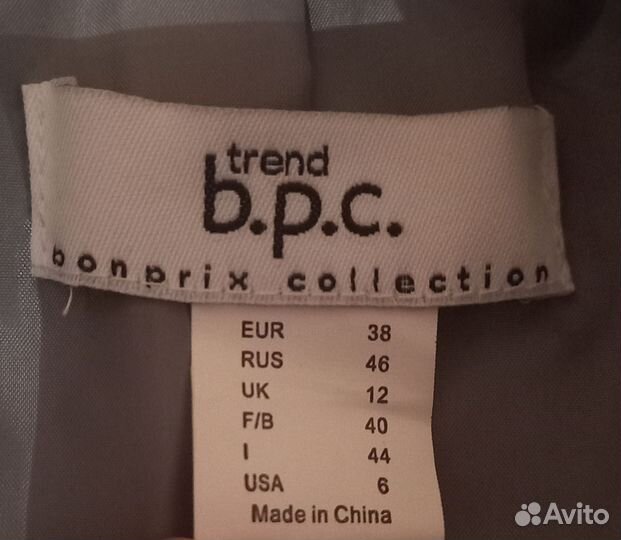 trend
b.p.c.
bonprix collection
EUR 38
RUS 46
UK 12
F/B 40
I 44
USA 6
Made in China
Avito